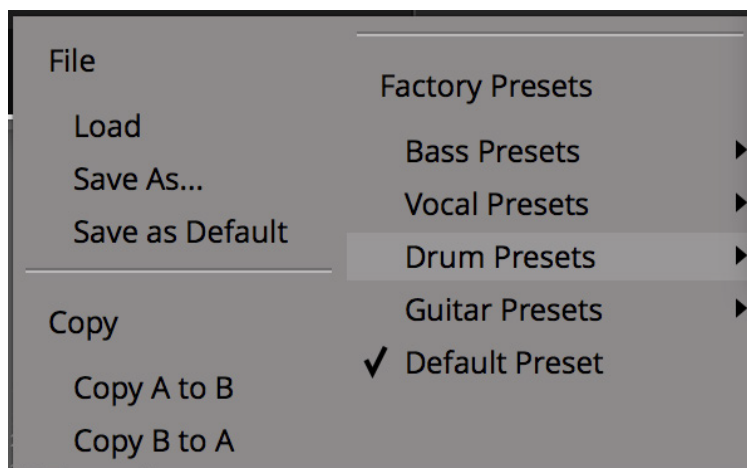 File
Load
Save As...
Save as Default
Copy
Copy A to B
Copy B to A
Factory Presets
Bass Presets
Vocal Presets
Drum Presets
Guitar Presets
Default Preset